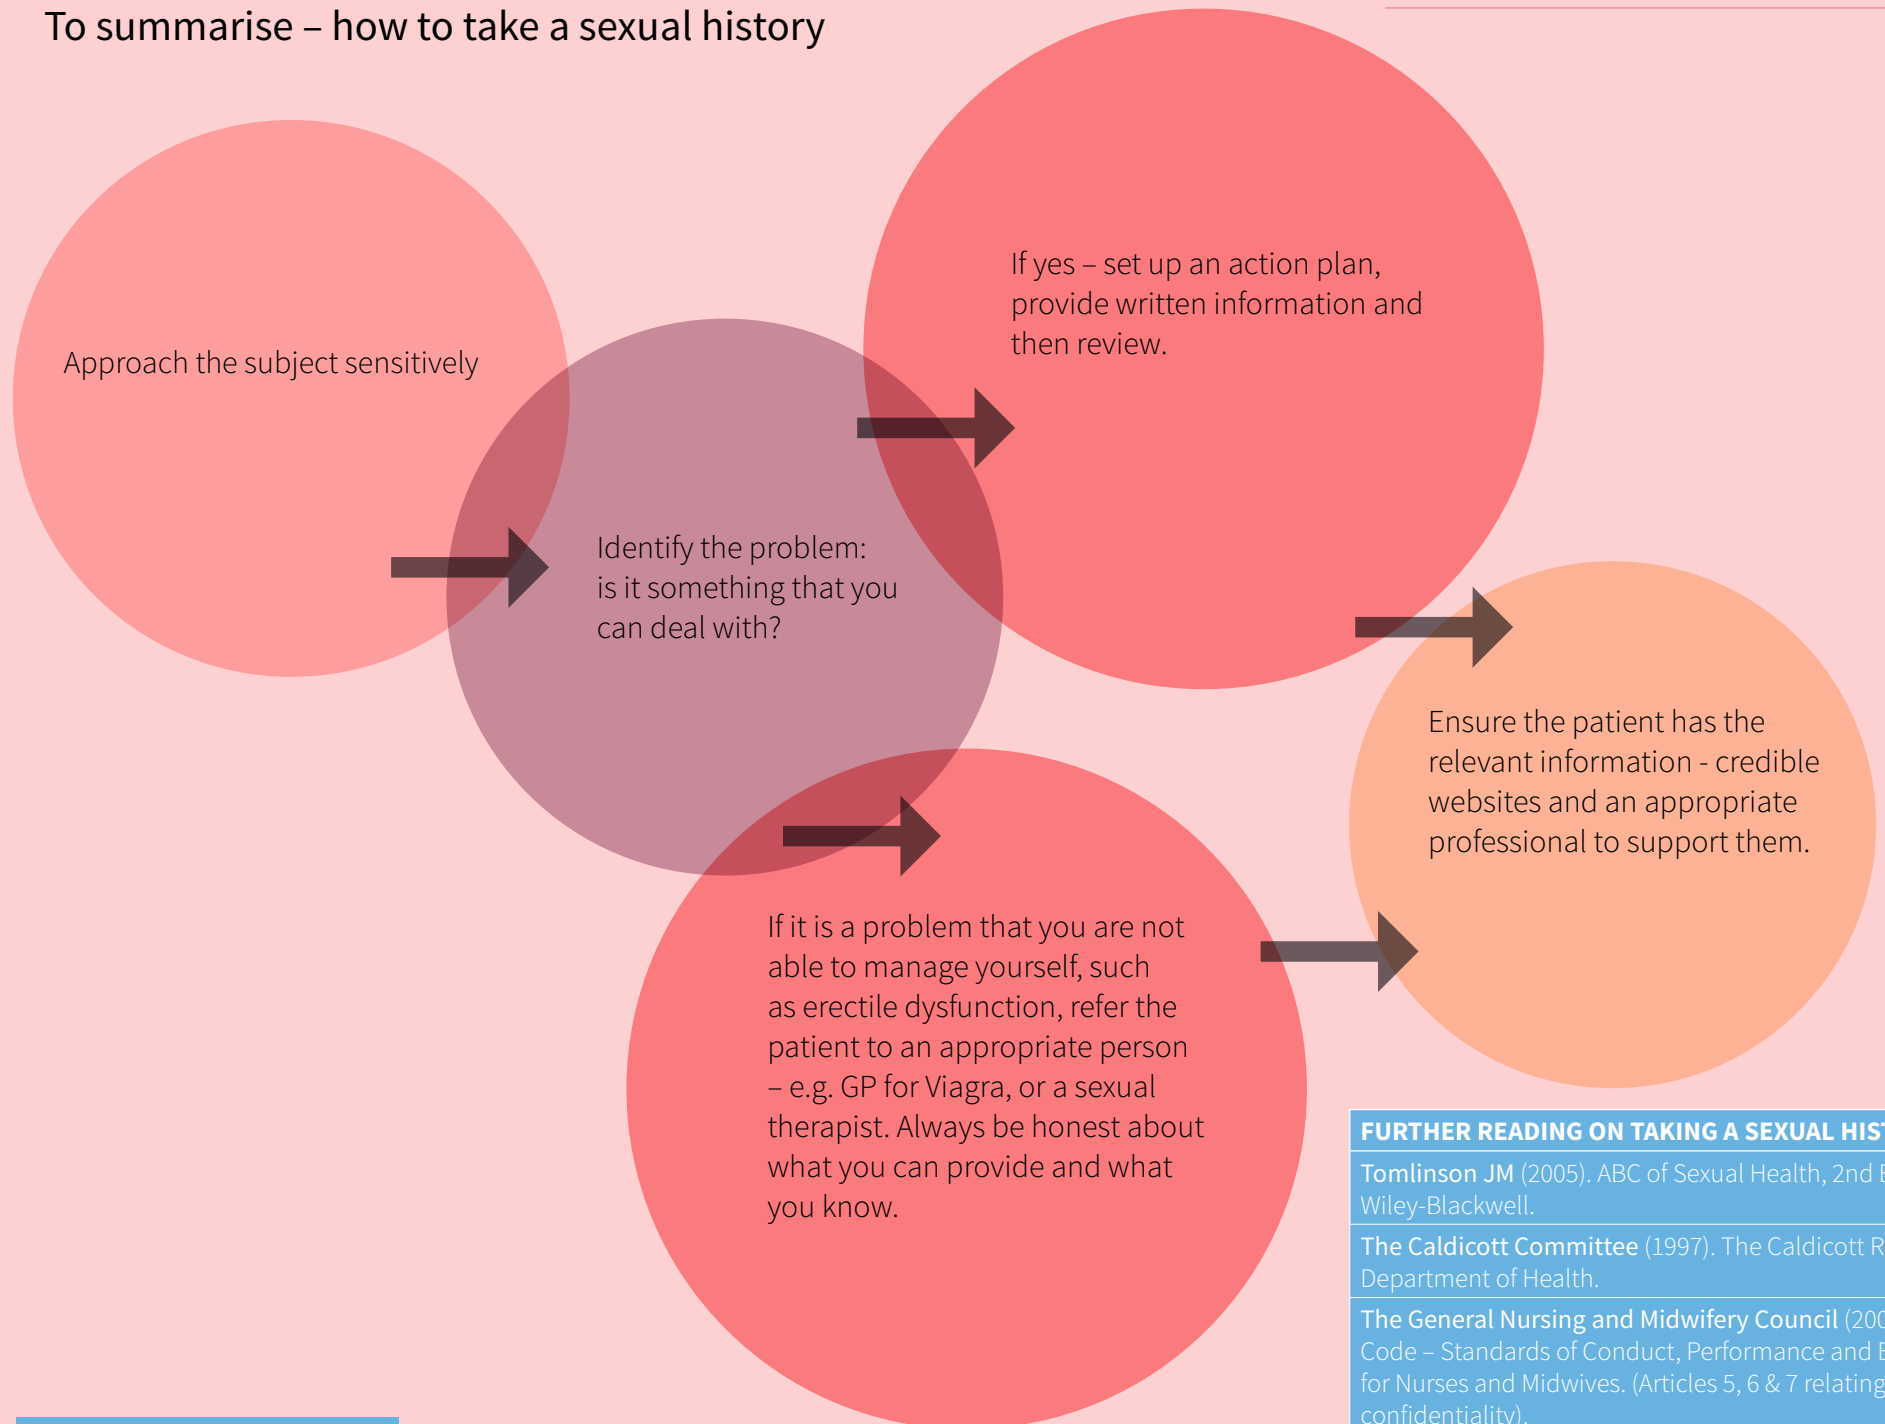 To summarise – how to take a sexual history
Approach the subject sensitively
Identify the problem:
is it something that you
can deal with?
If yes – set up an action plan,
provide written information and
then review.
If it is a problem that you are not
able to manage yourself, such
as erectile dysfunction, refer the
patient to an appropriate person
– e.g. GP for Viagra, or a sexual
therapist. Always be honest about
what you can provide and what
you know.
Ensure the patient has the
relevant information - credible
websites and an appropriate
professional to support them.
FURTHER READING ON TAKING A SEXUAL
Tomlinson JM (2005). ABC of Sexual Health, 2nd
Wiley-Blackwell.
The Caldicott Committee (1997). The Caldicott
Department of Health.
The General Nursing and Midwifery Council
Code – Standards of Conduct, Performance and
for Nurses and Midwives. (Articles 5, 6 & 7 relating
confidentiality).